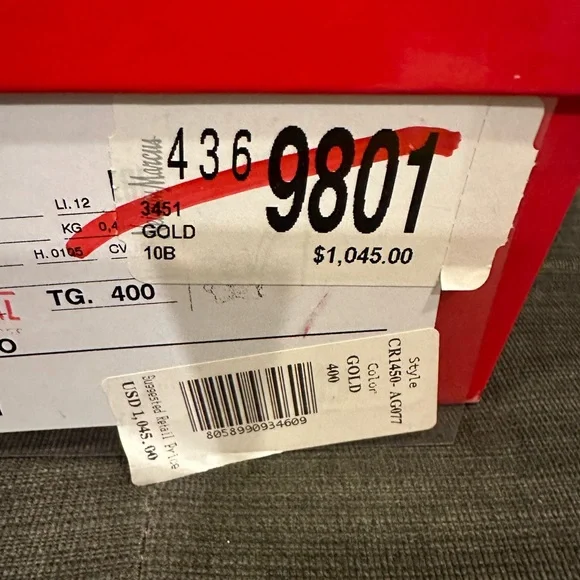 Marcus
436 9801
3451
GOLD
10B
$1,045.00
LI.12
KG 0,4
H.0105 CV
TG. 400
Style
CR1450- AG077
Color
GOLD
400
8058990934609
Suggested Retail Price
USD 1,045.00